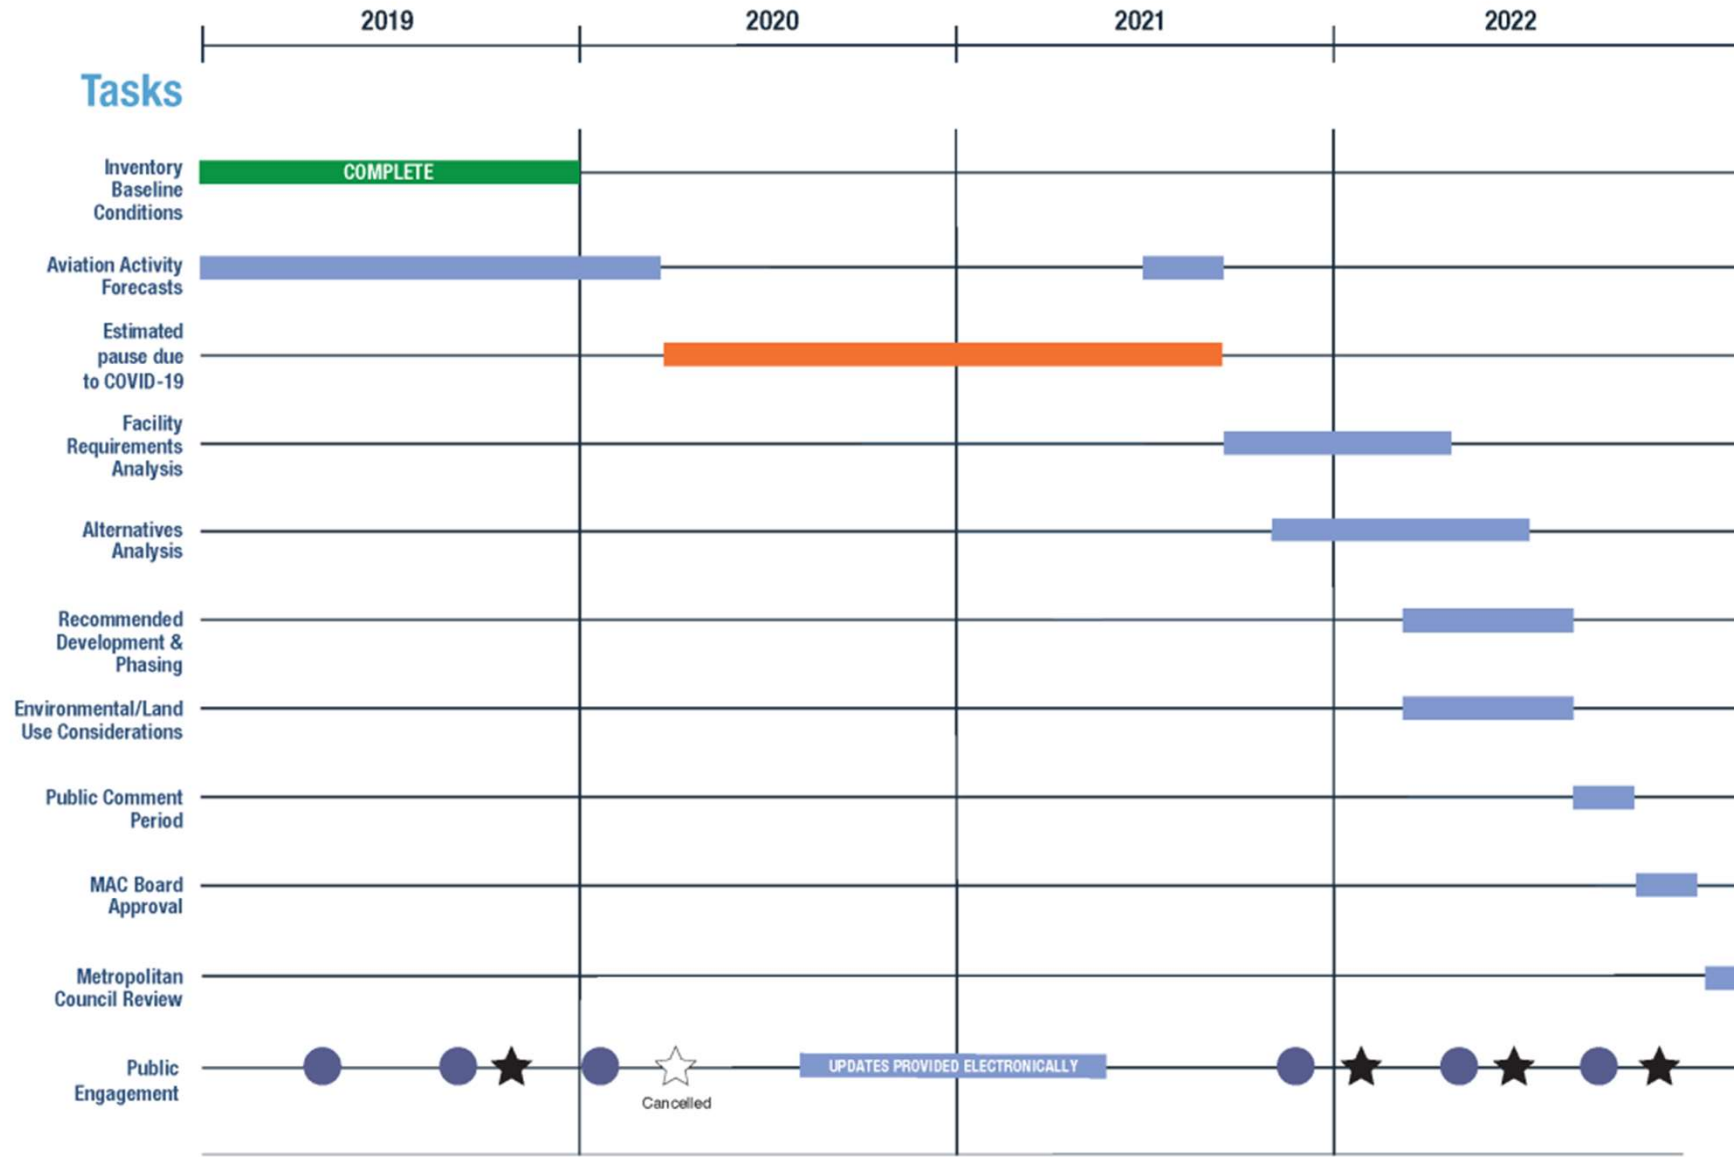 2019 2020 2021 2022
Tasks
Inventory
Baseline
Conditions
COMPLETE
Aviation Activity
Forecasts
Estimated
pause due
to COVID-19
Facility
Requirements
Analysis
Alternatives
Analysis
Recommended
Development &
Phasing
Environmental/Land
Use Considerations
Public Comment
Period
MAC Board
Approval
Metropolitan
Council Review
Public
Engagement
Cancelled
UPDATES PROVIDED ELECTRONICALLY